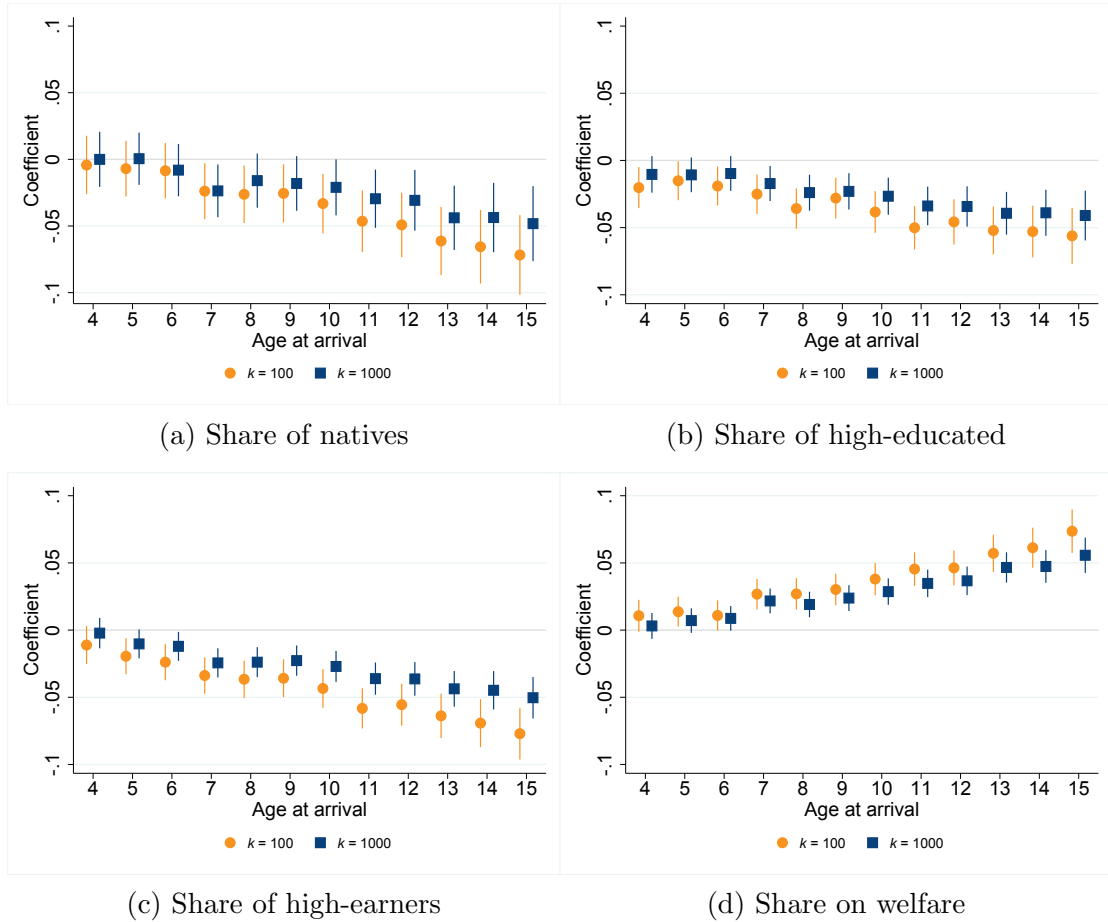 .1
.05
0
-.05
-.1
Coefficient
4 5 6 7 8 9 10 11 12 13 14 15
Age at arrival
k = 100 k = 1000
(a) Share of natives
.1
.05
0
-.05
-.1
Coefficient
4 5 6 7 8 9 10 11 12 13 14 15
Age at arrival
k = 100 k = 1000
(b) Share of high-educated
.1
.05
0
-.05
-.1
Coefficient
4 5 6 7 8 9 10 11 12 13 14 15
Age at arrival
k = 100 k = 1000
(c) Share of high-earners
.1
.05
0
-.05
-.1
Coefficient
4 5 6 7 8 9 10 11 12 13 14 15
Age at arrival
k = 100 k = 1000
(d) Share on welfare